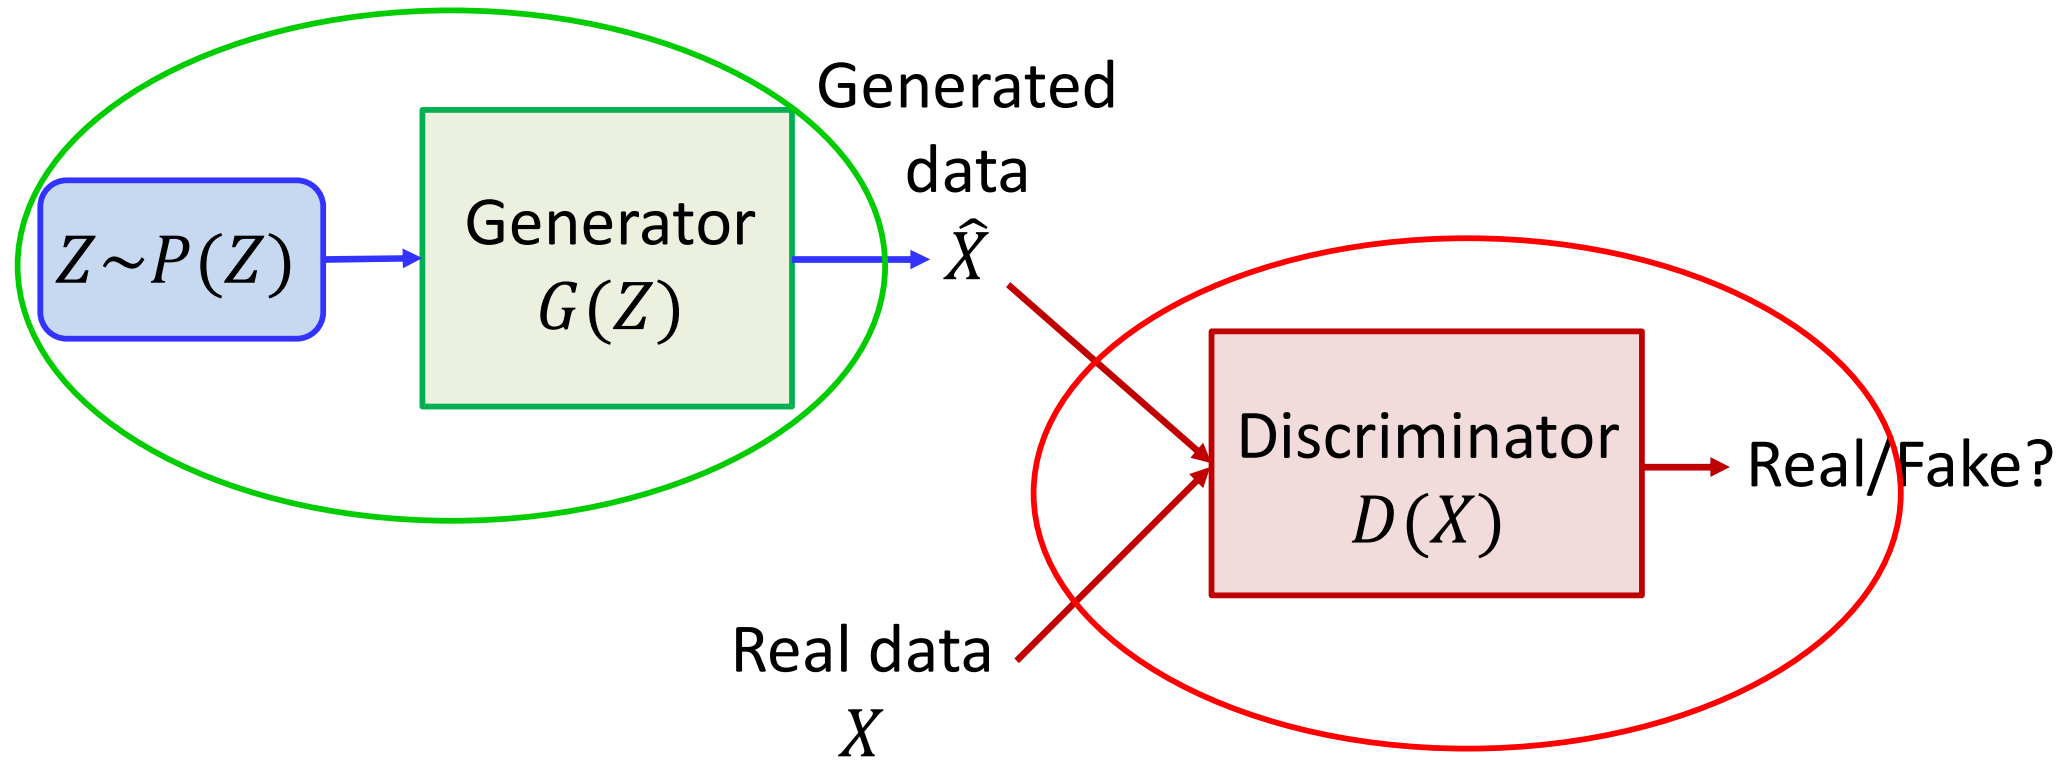 Generated
data
X̂
Z~P(Z)
Generator
G(Z)
Discriminator
D(X)
Real/Fake?
Real data
X